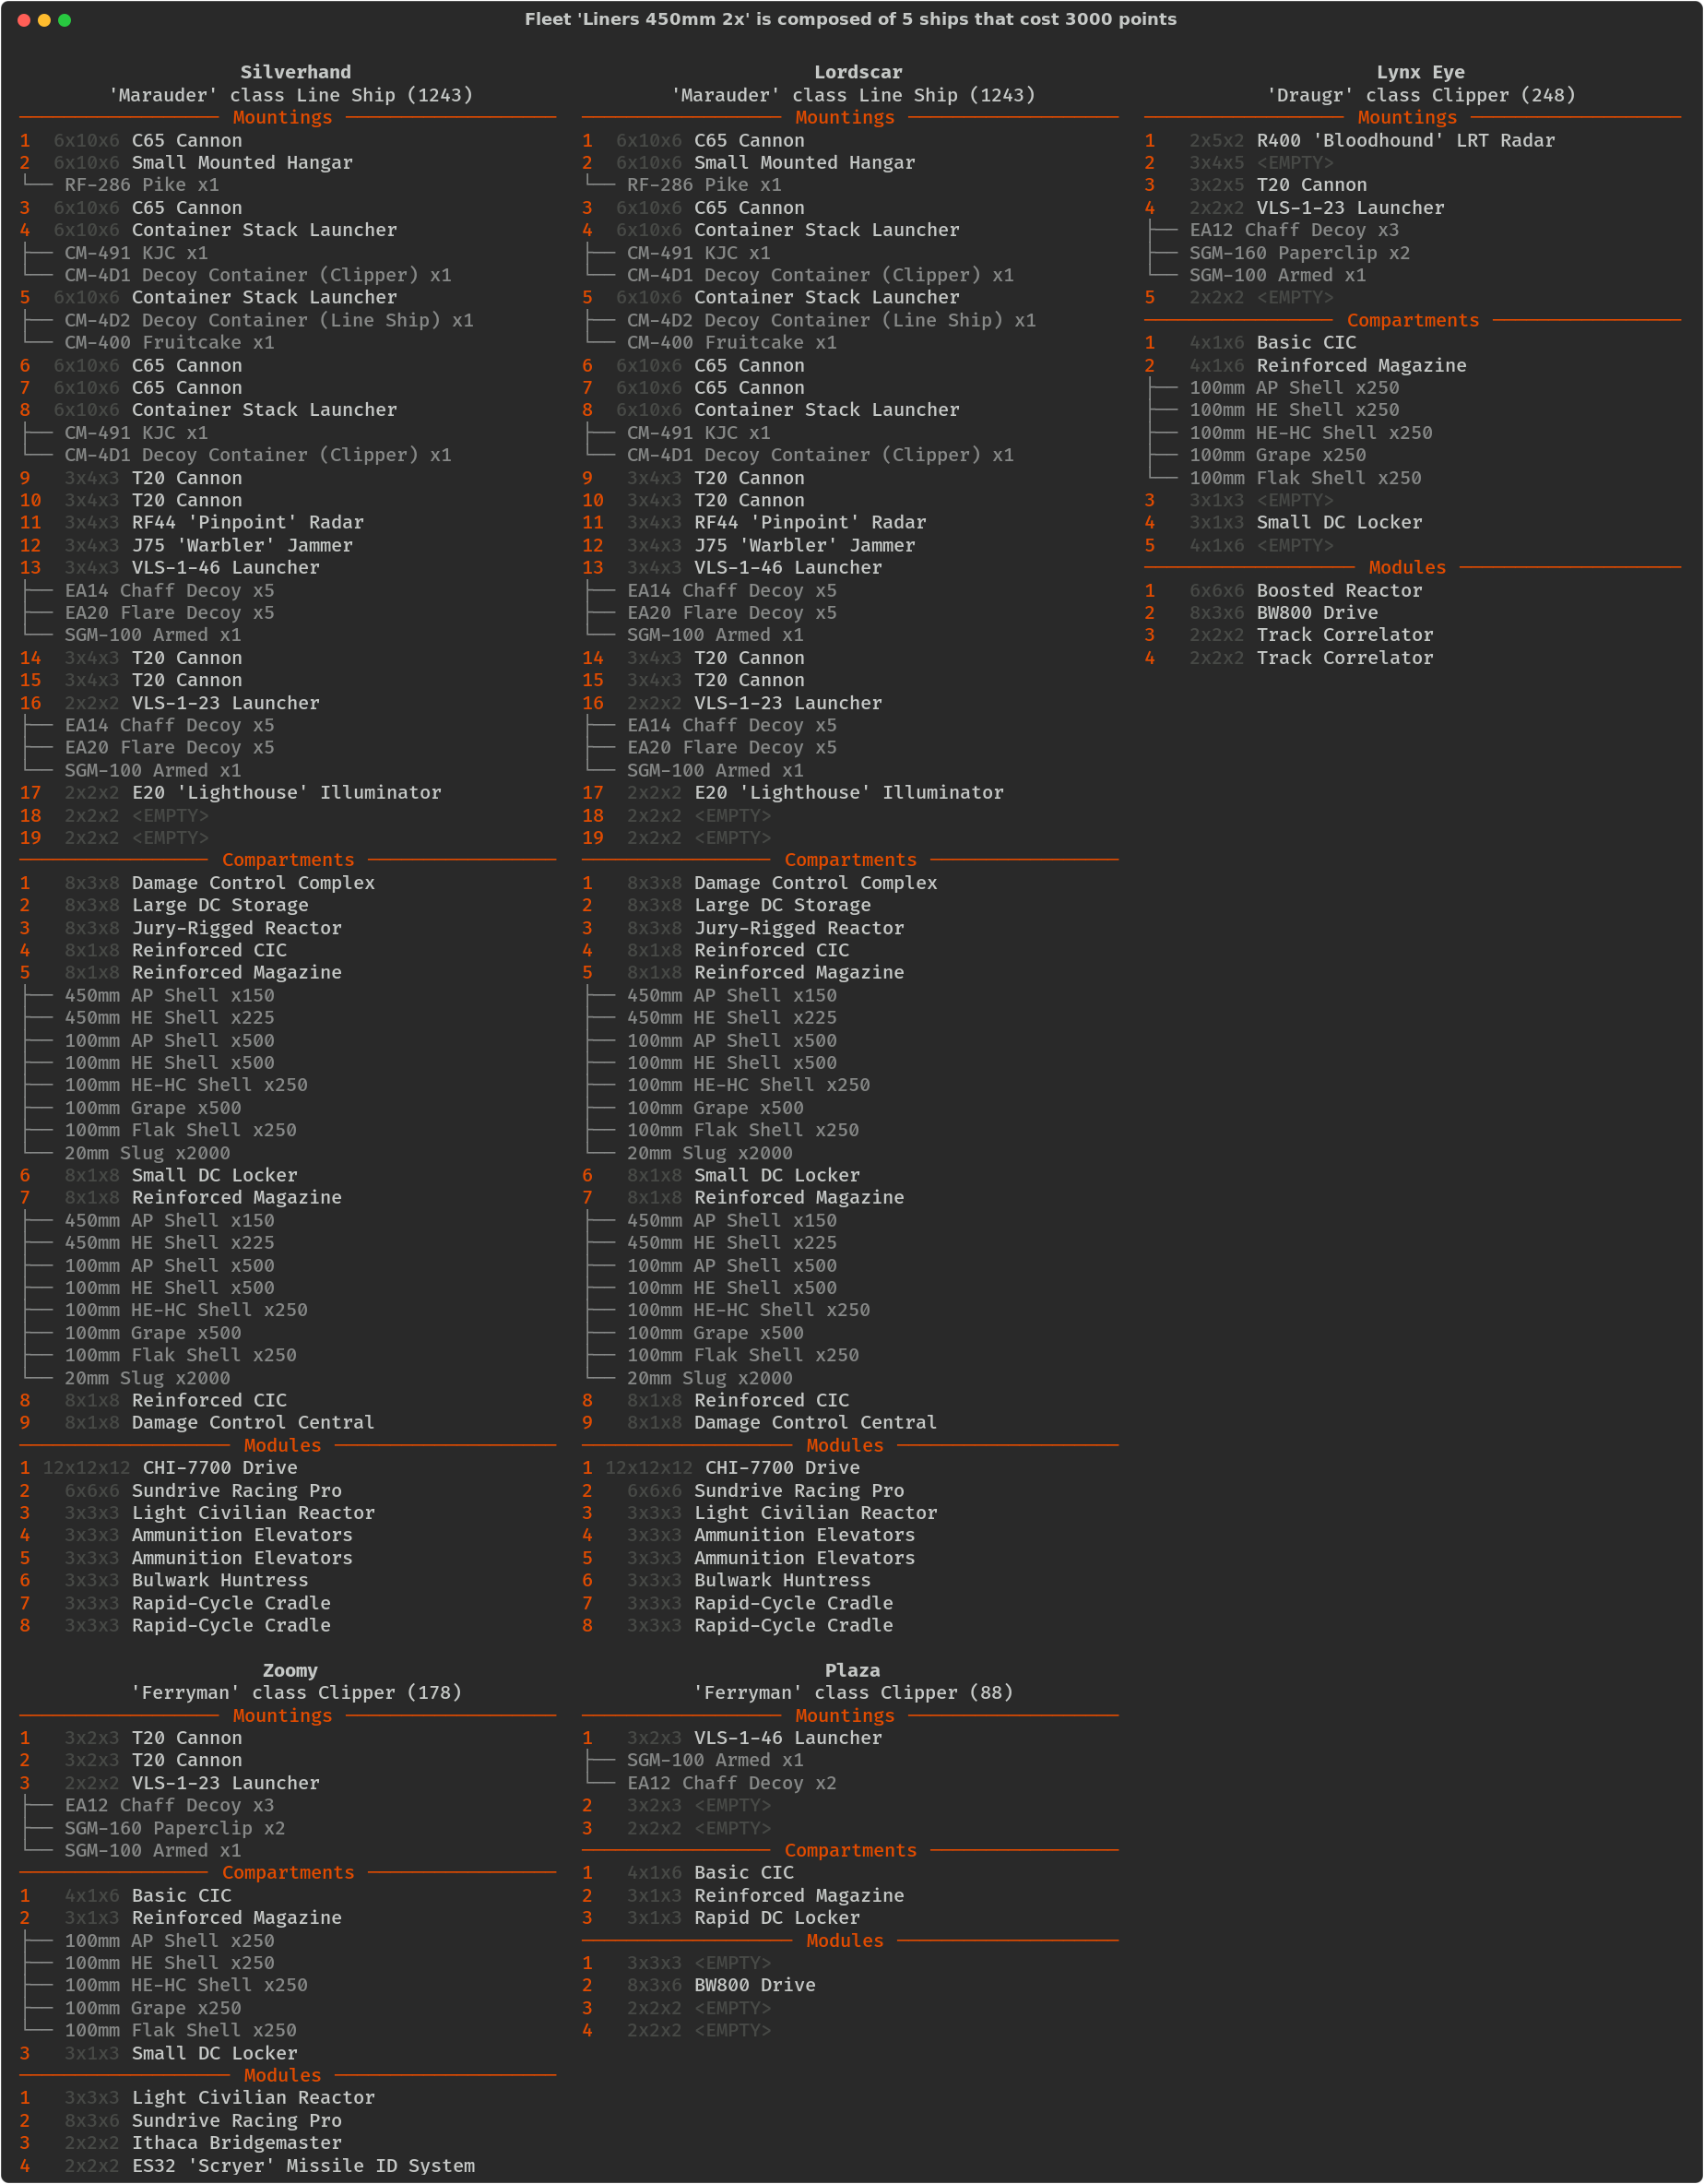 Fleet 'Liners 450mm 2x' is composed of 5 ships that cost 3000 points
Silverhand
'Marauder' class Line Ship (1243)
Mountings
1 6x10x6 C65 Cannon
2 6x10x6 Small Mounted Hangar
RF-286 Pike x1
3 6x10x6 C65 Cannon
4 6x10x6 Container Stack Launcher
CM-491 KJC x1
CM-4D1 Decoy Container (Clipper) x1
5 6x10x6 Container Stack Launcher
CM-4D2 Decoy Container (Line Ship) x1
CM-400 Fruitcake x1
6 6x10x6 C65 Cannon
7 6x10x6 C65 Cannon
8 6x10x6 Container Stack Launcher
CM-491 KJC x1
CM-4D1 Decoy Container (Clipper) x1
9 3x4x3 T20 Cannon
10 3x4x3 T20 Cannon
11 3x4x3 RF44 'Pinpoint' Radar
12 3x4x3 J75 'Warbler' Jammer
13 3x4x3 VLS-1-46 Launcher
EA14 Chaff Decoy x5
EA20 Flare Decoy x5
SGM-100 Armed x1
14 3x4x3 T20 Cannon
15 3x4x3 T20 Cannon
16 2x2x2 VLS-1-23 Launcher
EA14 Chaff Decoy x5
EA20 Flare Decoy x5
SGM-100 Armed x1
17 2x2x2 E20 'Lighthouse' Illuminator
18 2x2x2 <EMPTY>
19 2x2x2 <EMPTY>
Compartments
1 8x3x8 Damage Control Complex
2 8x3x8 Large DC Storage
3 8x3x8 Jury-Rigged Reactor
4 8x1x8 Reinforced CIC
5 8x1x8 Reinforced Magazine
450mm AP Shell x150
450mm HE Shell x225
100mm AP Shell x500
100mm HE Shell x500
100mm HE-HC Shell x250
100mm Grape x500
100mm Flak Shell x250
20mm Slug x2000
6 8x1x8 Small DC Locker
7 8x1x8 Reinforced Magazine
450mm AP Shell x150
450mm HE Shell x225
100mm AP Shell x500
100mm HE Shell x500
100mm HE-HC Shell x250
100mm Grape x500
100mm Flak Shell x250
20mm Slug x2000
8 8x1x8 Reinforced CIC
9 8x1x8 Damage Control Central
Modules
1 12x12x12 CHI-7700 Drive
2 6x6x6 Sundrive Racing Pro
3 3x3x3 Light Civilian Reactor
4 3x3x3 Ammunition Elevators
5 3x3x3 Ammunition Elevators
6 3x3x3 Bulwark Huntress
7 3x3x3 Rapid-Cycle Cradle
8 3x3x3 Rapid-Cycle Cradle
Lordscar
'Marauder' class Line Ship (1243)
Mountings
1 6x10x6 C65 Cannon
2 6x10x6 Small Mounted Hangar
RF-286 Pike x1
3 6x10x6 C65 Cannon
4 6x10x6 Container Stack Launcher
CM-491 KJC x1
CM-4D1 Decoy Container (Clipper) x1
5 6x10x6 Container Stack Launcher
CM-4D2 Decoy Container (Line Ship) x1
CM-400 Fruitcake x1
6 6x10x6 C65 Cannon
7 6x10x6 C65 Cannon
8 6x10x6 Container Stack Launcher
CM-491 KJC x1
CM-4D1 Decoy Container (Clipper) x1
9 3x4x3 T20 Cannon
10 3x4x3 T20 Cannon
11 3x4x3 RF44 'Pinpoint' Radar
12 3x4x3 J75 'Warbler' Jammer
13 3x4x3 VLS-1-46 Launcher
EA14 Chaff Decoy x5
EA20 Flare Decoy x5
SGM-100 Armed x1
14 3x4x3 T20 Cannon
15 3x4x3 T20 Cannon
16 2x2x2 VLS-1-23 Launcher
EA14 Chaff Decoy x5
EA20 Flare Decoy x5
SGM-100 Armed x1
17 2x2x2 E20 'Lighthouse' Illuminator
18 2x2x2 <EMPTY>
19 2x2x2 <EMPTY>
Compartments
1 8x3x8 Damage Control Complex
2 8x3x8 Large DC Storage
3 8x3x8 Jury-Rigged Reactor
4 8x1x8 Reinforced CIC
5 8x1x8 Reinforced Magazine
450mm AP Shell x150
450mm HE Shell x225
100mm AP Shell x500
100mm HE Shell x500
100mm HE-HC Shell x250
100mm Grape x500
100mm Flak Shell x250
20mm Slug x2000
6 8x1x8 Small DC Locker
7 8x1x8 Reinforced Magazine
450mm AP Shell x150
450mm HE Shell x225
100mm AP Shell x500
100mm HE Shell x500
100mm HE-HC Shell x250
100mm Grape x500
100mm Flak Shell x250
20mm Slug x2000
8 8x1x8 Reinforced CIC
9 8x1x8 Damage Control Central
Modules
1 12x12x12 CHI-7700 Drive
2 6x6x6 Sundrive Racing Pro
3 3x3x3 Light Civilian Reactor
4 3x3x3 Ammunition Elevators
5 3x3x3 Ammunition Elevators
6 3x3x3 Bulwark Huntress
7 3x3x3 Rapid-Cycle Cradle
8 3x3x3 Rapid-Cycle Cradle
Lynx Eye
'Draugr' class Clipper (248)
Mountings
1 2x5x2 R400 'Bloodhound' LRT Radar
2 3x4x5 <EMPTY>
3 3x2x5 T20 Cannon
4 2x2x2 VLS-1-23 Launcher
EA12 Chaff Decoy x3
SGM-160 Paperclip x2
SGM-100 Armed x1
5 2x2x2 <EMPTY>
Compartments
1 4x1x6 Basic CIC
2 4x1x6 Reinforced Magazine
100mm AP Shell x250
100mm HE Shell x250
100mm HE-HC Shell x250
100mm Grape x250
100mm Flak Shell x250
3 3x1x3 <EMPTY>
4 3x1x3 Small DC Locker
5 4x1x6 <EMPTY>
Modules
1 6x6x6 Boosted Reactor
2 8x3x6 BW800 Drive
3 2x2x2 Track Correlator
4 2x2x2 Track Correlator
Zoomy
'Ferryman' class Clipper (178)
Mountings
1 3x2x3 T20 Cannon
2 3x2x3 T20 Cannon
3 2x2x2 VLS-1-23 Launcher
EA12 Chaff Decoy x3
SGM-160 Paperclip x2
SGM-100 Armed x1
Compartments
1 4x1x6 Basic CIC
2 3x1x3 Reinforced Magazine
100mm AP Shell x250
100mm HE Shell x250
100mm HE-HC Shell x250
100mm Grape x250
100mm Flak Shell x250
3 3x1x3 Small DC Locker
Modules
1 3x3x3 Light Civilian Reactor
2 8x3x6 Sundrive Racing Pro
3 2x2x2 Ithaca Bridgemaster
4 2x2x2 ES32 'Scryer' Missile ID System
Plaza
'Ferryman' class Clipper (88)
Mountings
1 3x2x3 VLS-1-46 Launcher
SGM-100 Armed x1
EA12 Chaff Decoy x2
2 3x2x3 <EMPTY>
3 2x2x2 <EMPTY>
Compartments
1 4x1x6 Basic CIC
2 3x1x3 Reinforced Magazine
3 3x1x3 Rapid DC Locker
Modules
1 3x3x3 <EMPTY>
2 8x3x6 BW800 Drive
3 2x2x2 <EMPTY>
4 2x2x2 <EMPTY>